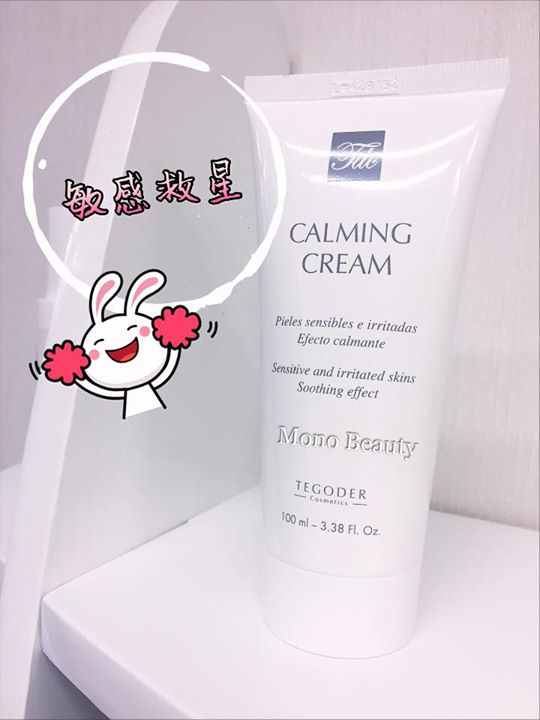 敏感救星
Tdc
CALMING
CREAM
Pieles sensibles e irritadas
Efecto calmante
Sensitive and irritated skins
Soothing effect
Mono Beauty
TEGODER
Cosmetics
100 ml – 3.38 Fl. Oz.